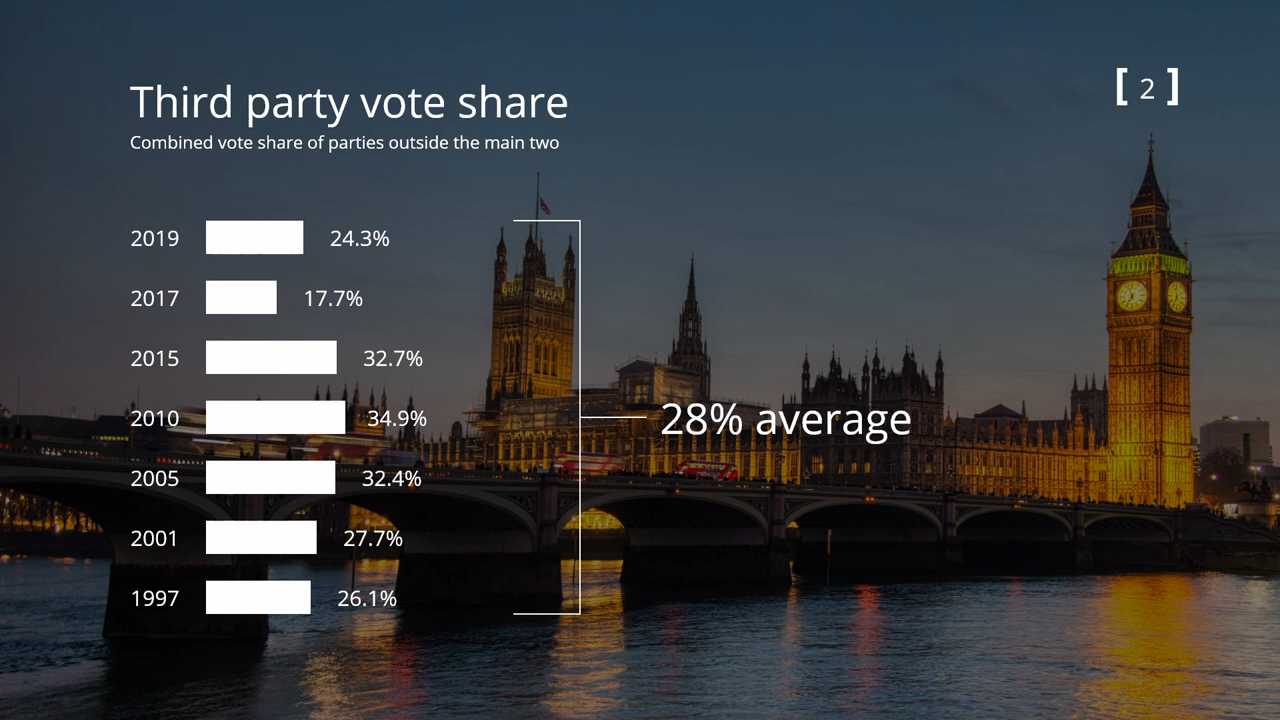 Third party vote share
Combined vote share of parties outside the main two
[ 2 ]
2019 24.3%
2017 17.7%
2015 32.7%
2010 34.9%
2005 32.4%
2001 27.7%
1997 26.1%
28% average